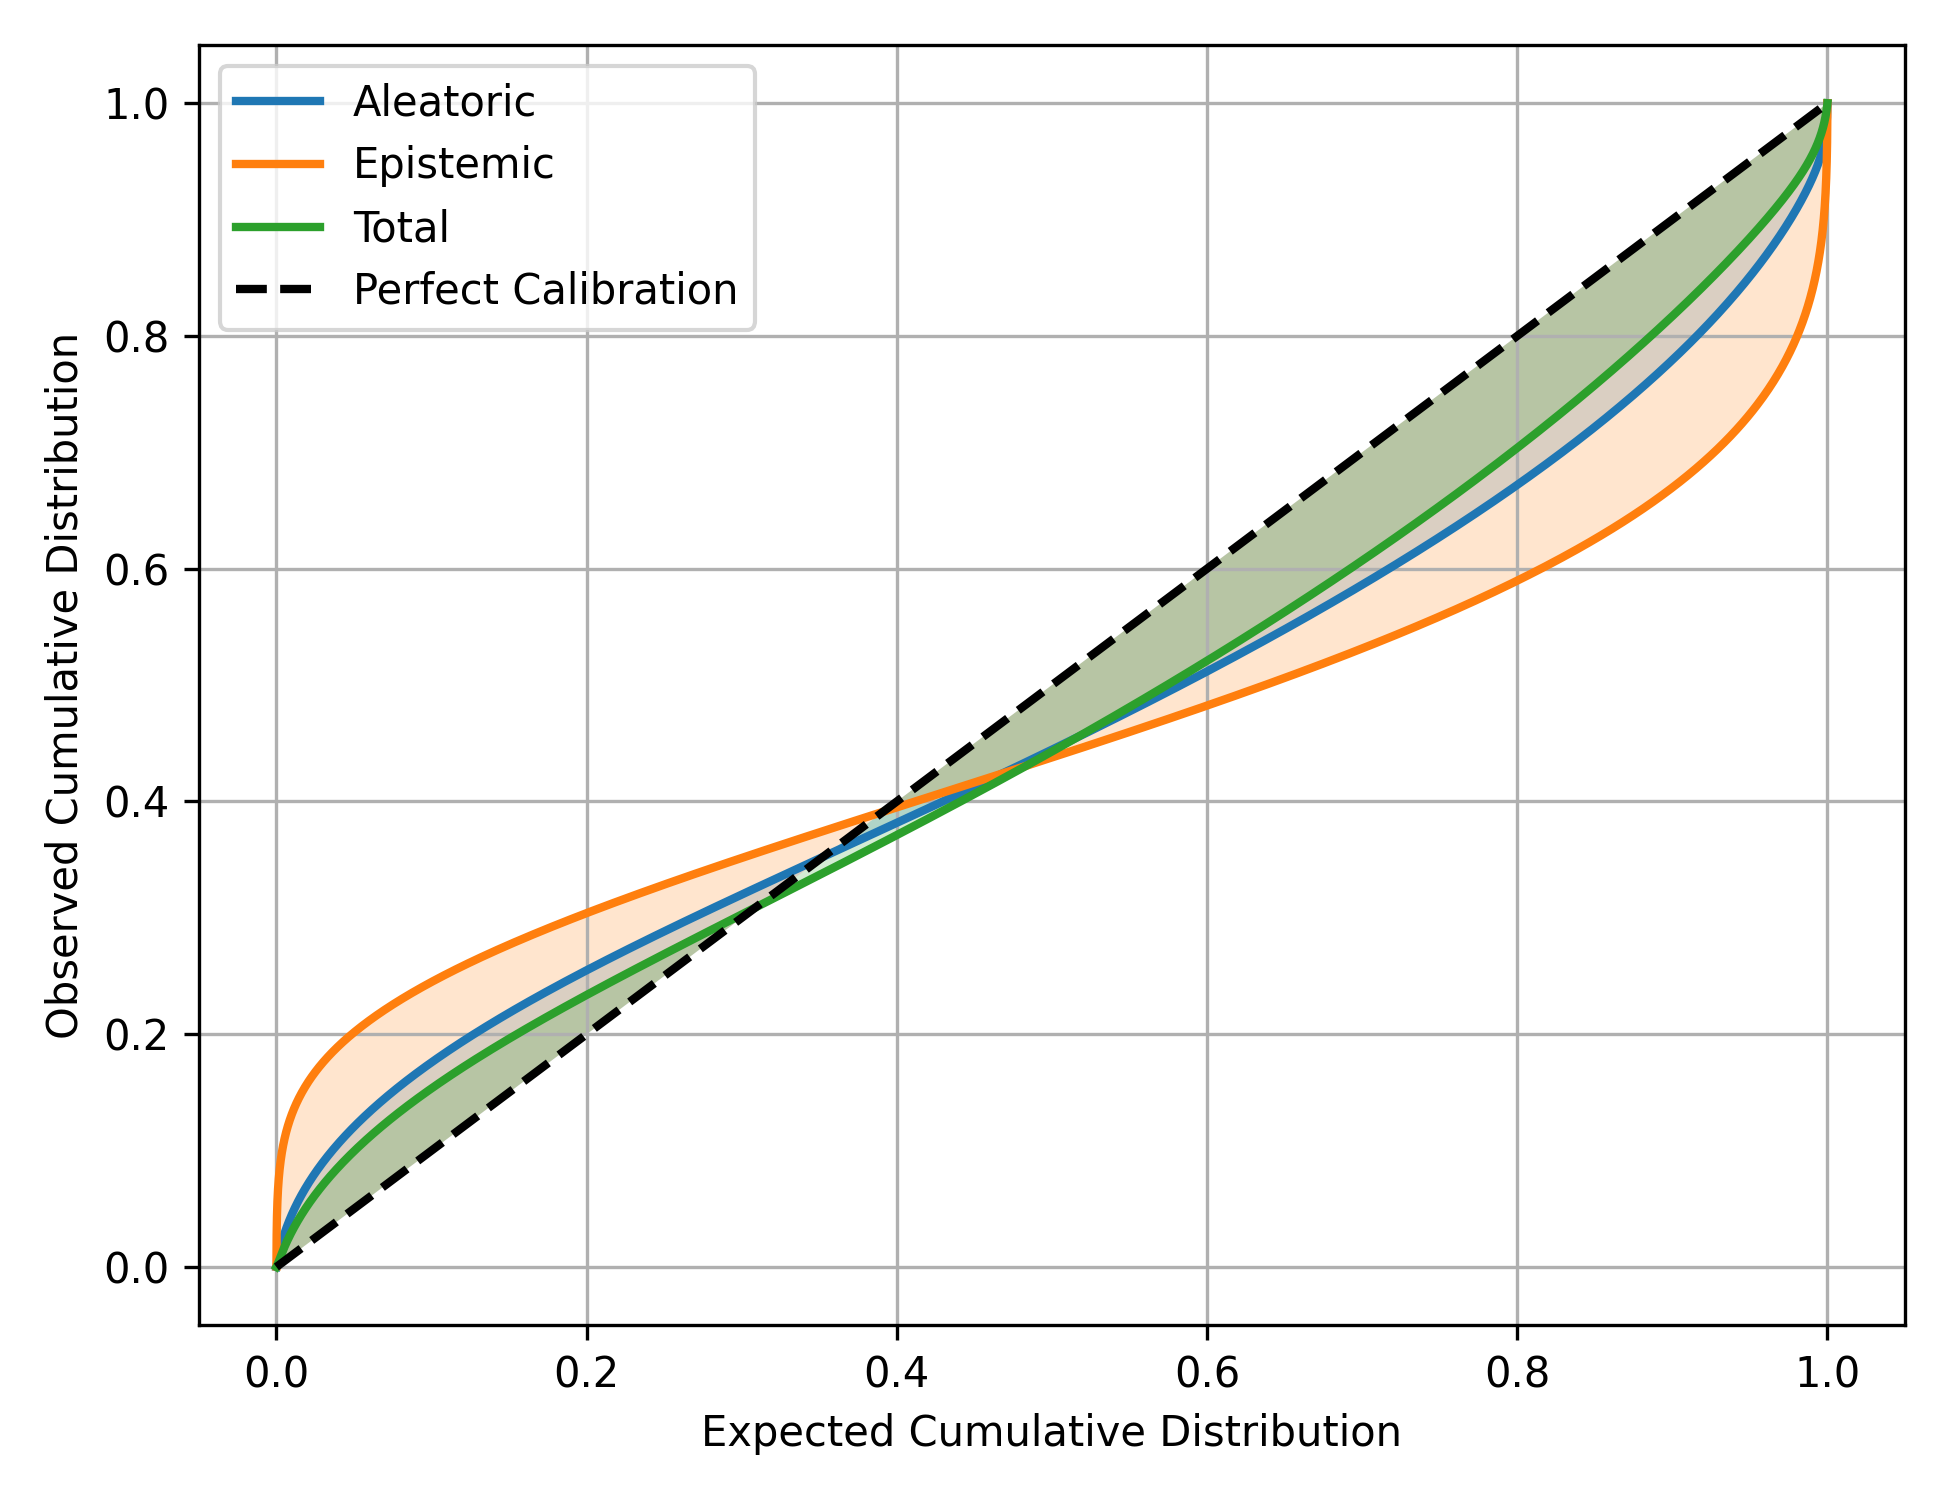 Aleatoric
Epistemic
Total
Perfect Calibration
Observed Cumulative Distribution
1.0
0.8
0.6
0.4
0.2
0.0
0.0 0.2 0.4 0.6 0.8 1.0
Expected Cumulative Distribution